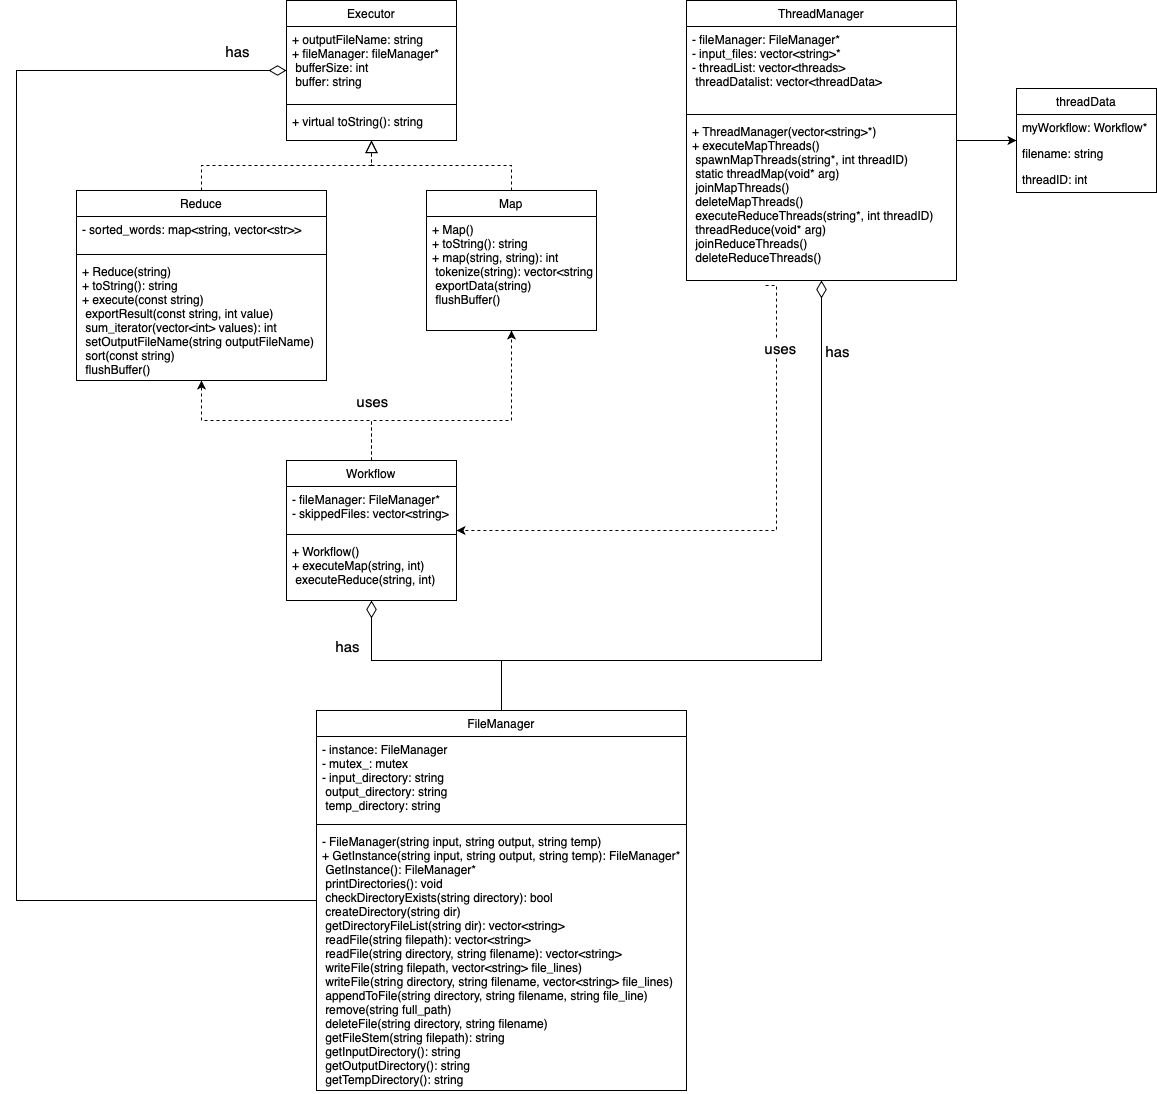 Executor
+ outputFileName: string
+ fileManager: fileManager*
bufferSize: int
buffer: string
+ virtual toString(): string
has
ThreadManager
- fileManager: FileManager*
- input_files: vector<string>*
- threadList: vector<threads>
threadDatalist: vector<threadData>
+ ThreadManager(vector<string>*)
+ executeMapThreads()
spawnMapThreads(string*, int threadID)
static threadMap(void* arg)
joinMapThreads()
deleteMapThreads()
executeReduceThreads(string*, int threadID)
threadReduce(void* arg)
joinReduceThreads()
deleteReduceThreads()
threadData
myWorkflow: Workflow*
filename: string
threadID: int
Reduce
- sorted_words: map<string, vector<str>>
+ Reduce(string)
+ toString(): string
+ execute(const string)
exportResult(const string, int value)
sum_iterator(vector<int> values): int
setOutputFileName(string outputFileName)
sort(const string)
flushBuffer()
Map
+ Map()
+ toString(): string
+ map(string, string): int
tokenize(string): vector<string
exportData(string)
flushBuffer()
uses
has
uses
Workflow
- fileManager: FileManager*
- skippedFiles: vector<string>
+ Workflow()
+ executeMap(string, int)
executeReduce(string, int)
has
FileManager
- instance: FileManager
- mutex_: mutex
- input_directory: string
output_directory: string
temp_directory: string
- FileManager(string input, string output, string temp)
+ GetInstance(string input, string output, string temp): FileManager*
GetInstance(): FileManager*
printDirectories(): void
checkDirectoryExists(string directory): bool
createDirectory(string dir)
getDirectoryFileList(string dir): vector<string>
readFile(string filepath): vector<string>
readFile(string directory, string filename): vector<string>
writeFile(string filepath, vector<string> file_lines)
writeFile(string directory, string filename, vector<string> file_lines)
appendToFile(string directory, string filename, string file_line)
remove(string full_path)
deleteFile(string directory, string filename)
getFileStem(string filepath): string
getInputDirectory(): string
getOutputDirectory(): string
getTempDirectory(): string